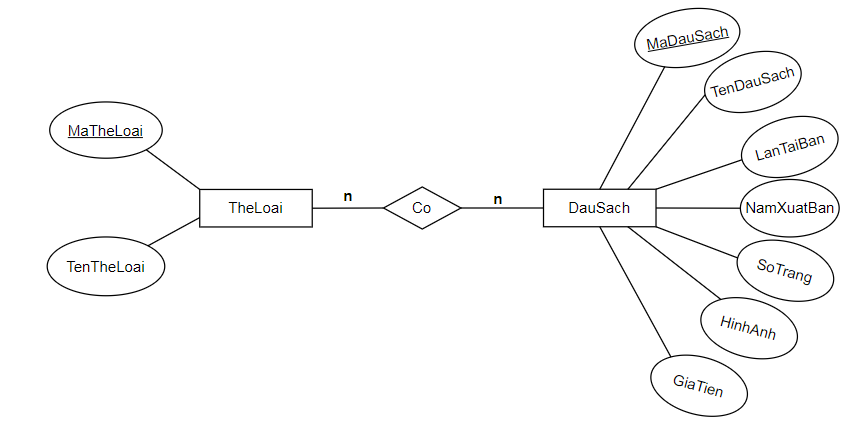 MaDauSach
TenDauSach
MaTheLoai
LanTaiBan
TheLoai
n
Co
n
DauSach
NamXuatBan
TenTheLoai
SoTrang
HinhAnh
GiaTien